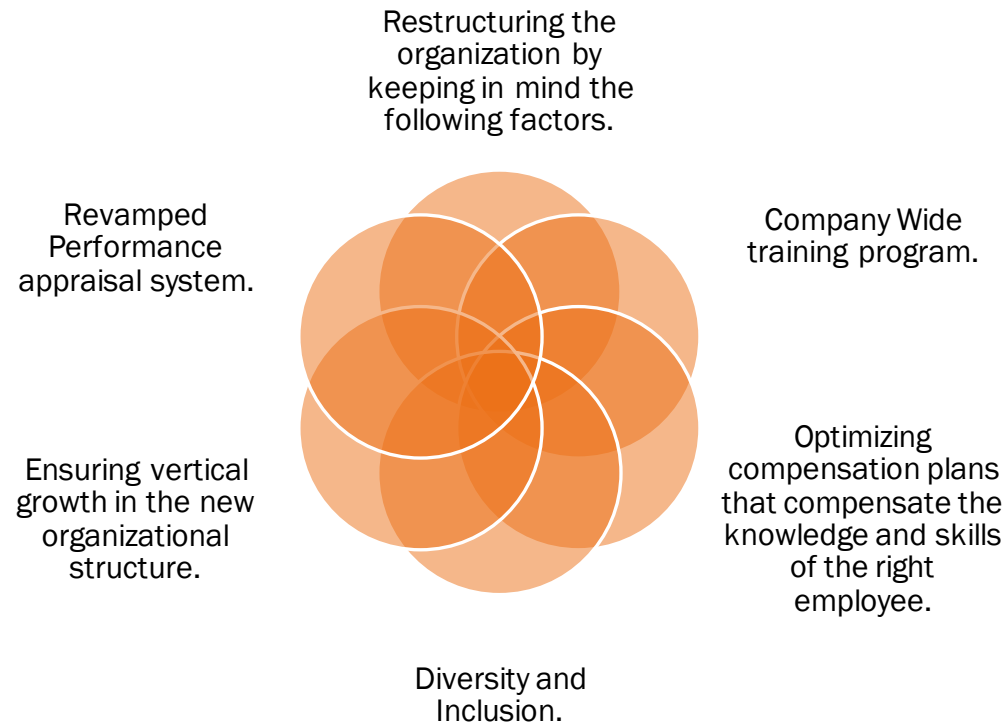 Restructuring the
organization by
keeping in mind the
following factors.
Company Wide
training program.
Optimizing
compensation plans
that compensate the
knowledge and skills
of the right
employee.
Diversity and
Inclusion.
Ensuring vertical
growth in the new
organizational
structure.
Revamped
Performance
appraisal system.